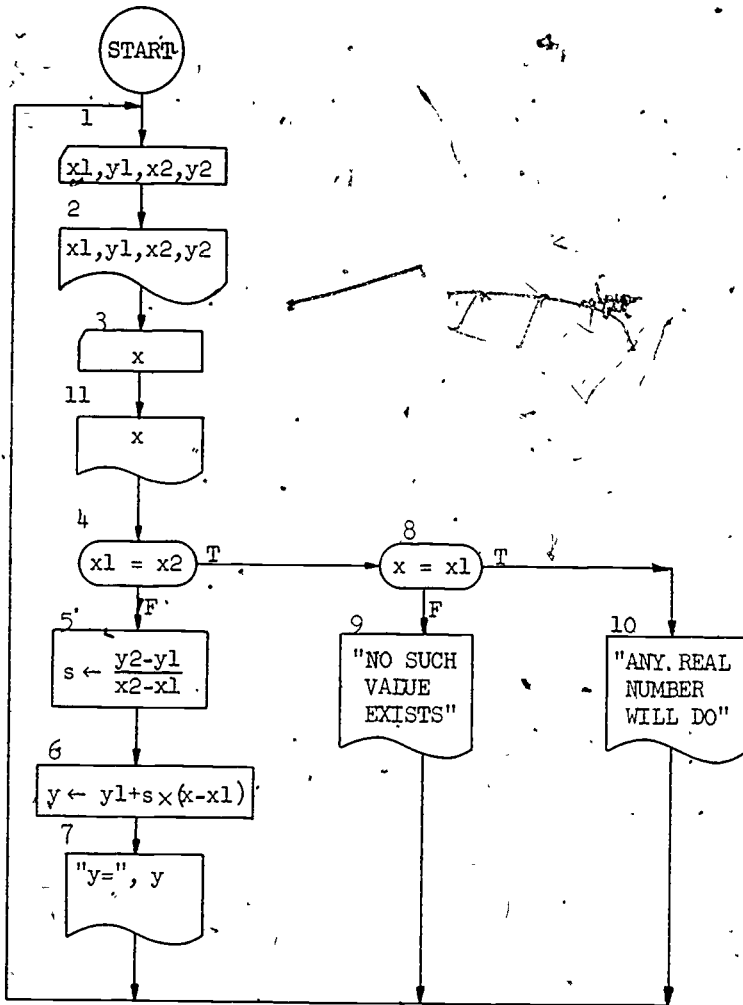 START
1
x1,y1,x2,y2
2
x1,y1,x2,y2
3
x
11
x
4
x1 = x2
T
F
8
x = x1
T
F
5
s ← y2-y1
x2-x1
6
y ← y1+s×(x-x1)
7
"y=", y
9
"NO SUCH
VALUE
EXISTS"
10
"ANY REAL
NUMBER
WILL DO"